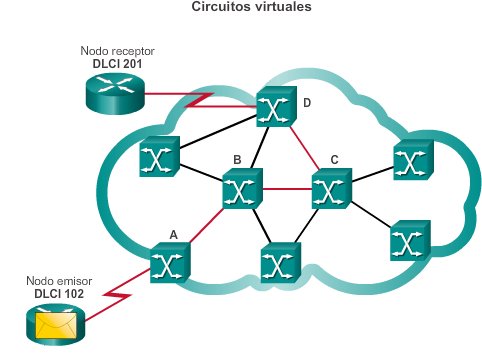 Circuitos virtuales
Nodo receptor
DLCI 201
D
B
C
A
Nodo emisor
DLCI 102